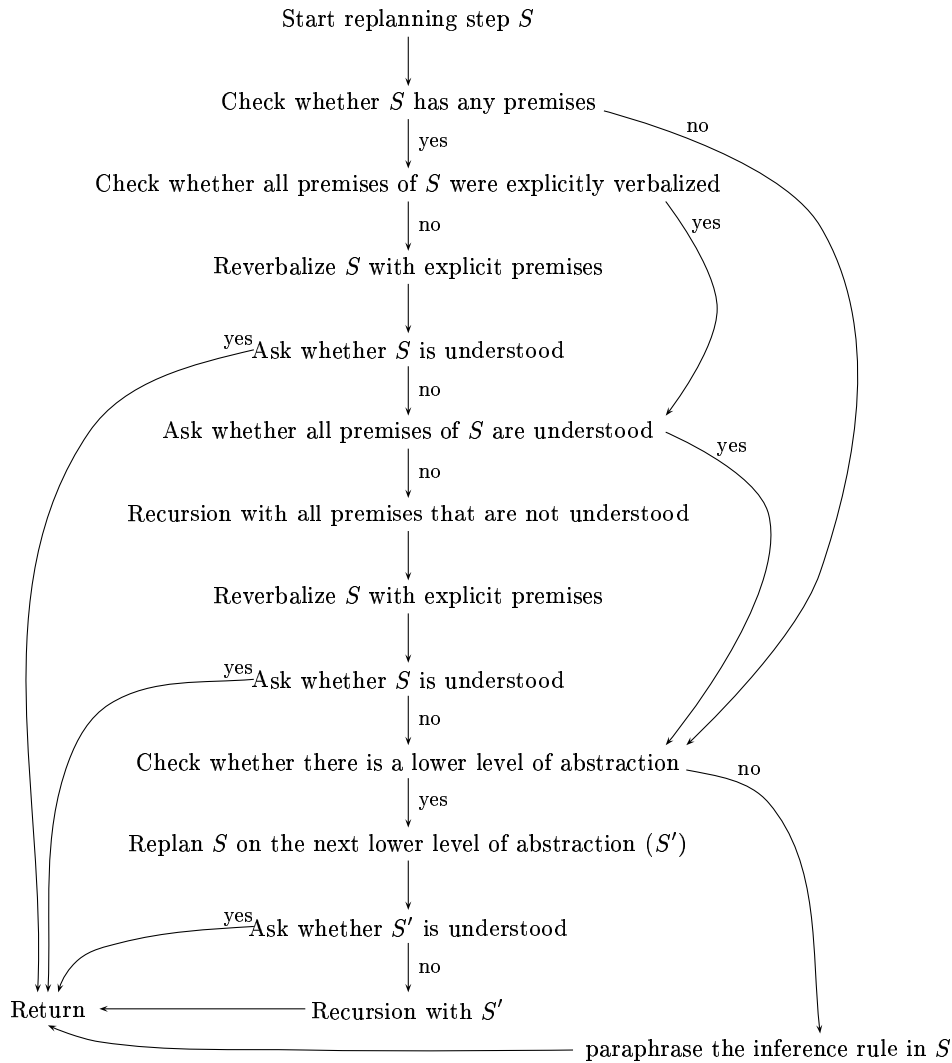 Start replanning step S
Check whether S has any premises
no
yes
Check whether all premises of S were explicitly verbalized
yes
no
Reverbalize S with explicit premises
yes
Ask whether S is understood
no
Ask whether all premises of S are understood
yes
no
Recursion with all premises that are not understood
Reverbalize S with explicit premises
yes
Ask whether S is understood
no
Check whether there is a lower level of abstraction
no
yes
Replan S on the next lower level of abstraction (S′)
yes
Ask whether S′ is understood
no
Return
Recursion with S′
paraphrase the inference rule in S